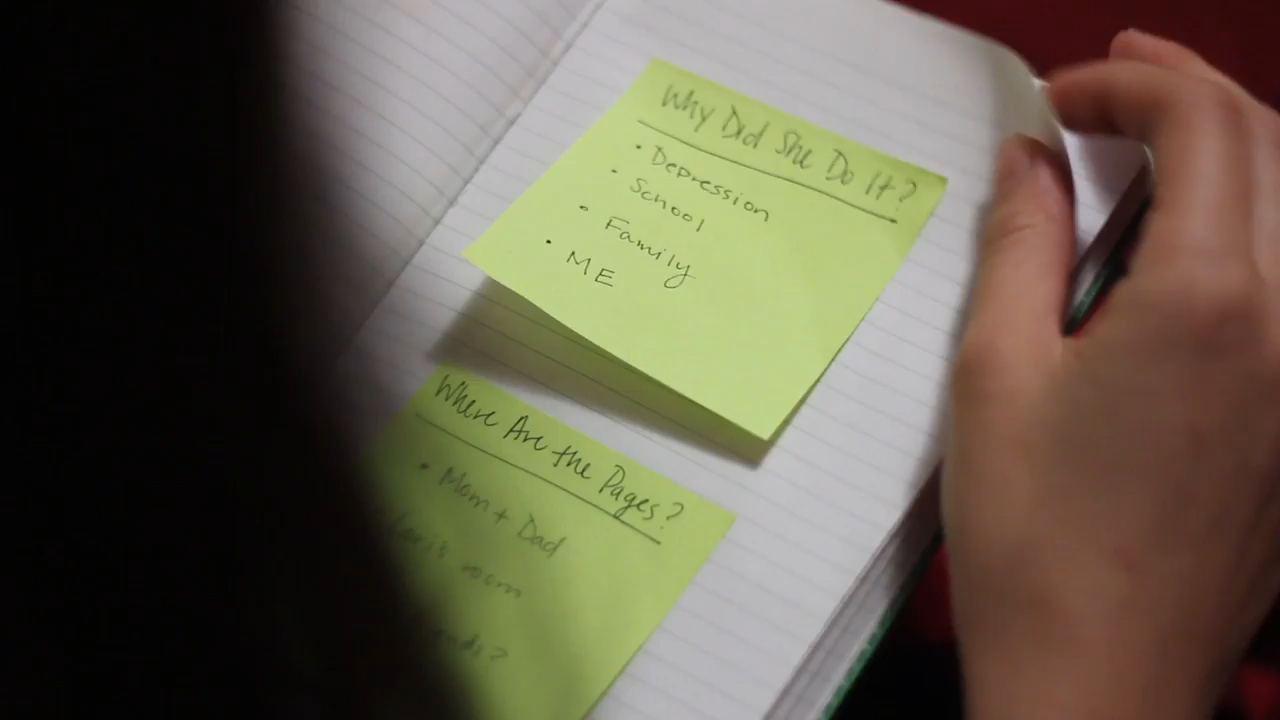 Why Did She Do It?
• Depression
• School
• Family
• ME
Where Are the Pages?
• Mom + Dad
room